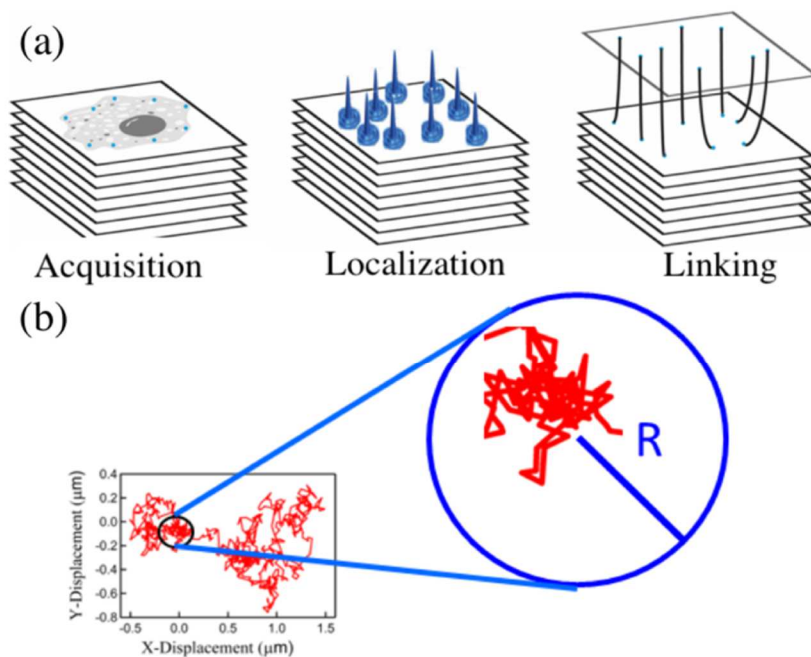 (a)
Acquisition
Localization
Linking
(b)
R
Y-Displacement (μm)
0.4
0.2
0.0
-0.2
-0.4
-0.6
-0.8
-0.5
0.0
0.5
1.0
1.5
X-Displacement (μm)